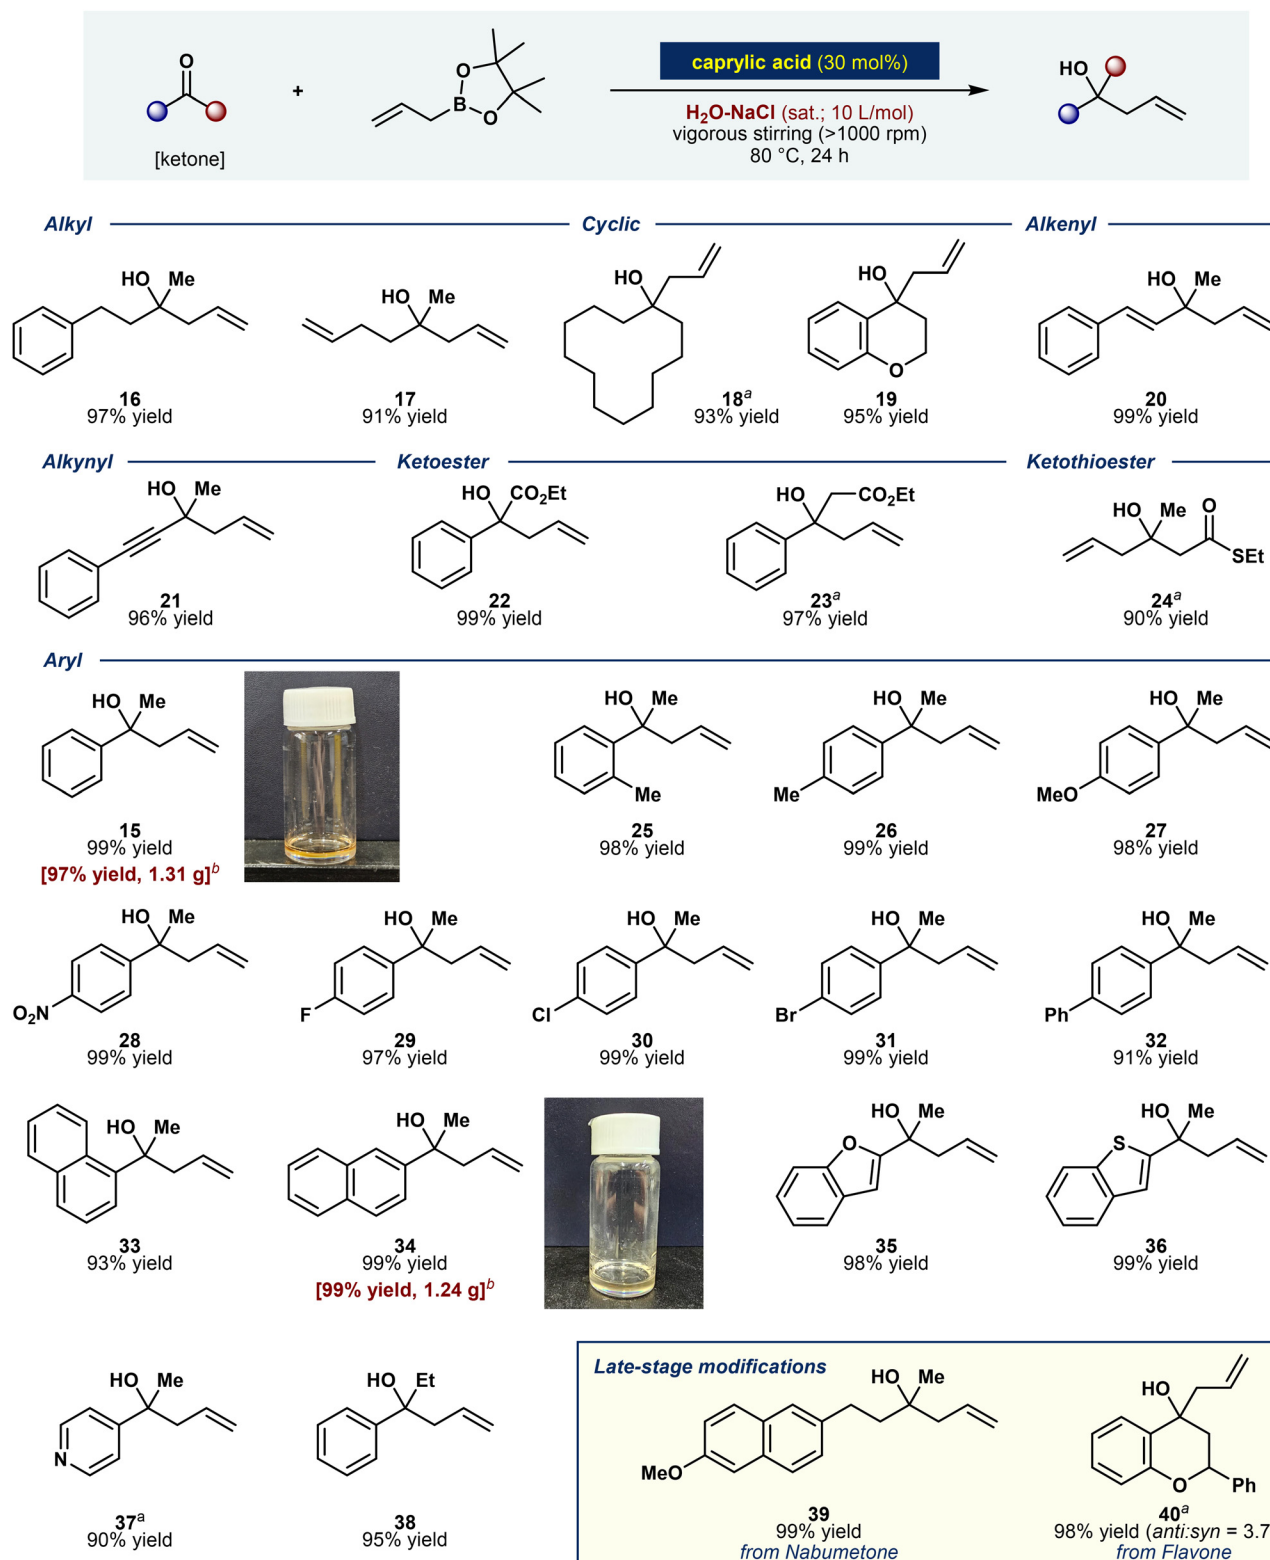 O
+
O
B
O
caprylic acid (30 mol%)
H₂O-NaCl (sat.; 10 L/mol)
vigorous stirring (>1000 rpm)
80 °C, 24 h
HO
[ketone]
Alkyl
Cyclic
Alkenyl
HO Me
16
97% yield
HO Me
17
91% yield
HO
18ᵃ
93% yield
HO
O
19
95% yield
HO Me
20
99% yield
Alkynyl
Ketoester
Ketothioester
HO Me
21
96% yield
HO CO₂Et
22
99% yield
HO CO₂Et
23ᵃ
97% yield
HO Me O
SEt
24ᵃ
90% yield
Aryl
HO Me
15
99% yield
[97% yield, 1.31 g]ᵇ
HO Me
Me
25
98% yield
HO Me
Me
26
99% yield
HO Me
MeO
27
98% yield
HO Me
O₂N
28
99% yield
HO Me
F
29
97% yield
HO Me
Cl
30
99% yield
HO Me
Br
31
99% yield
HO Me
Ph
32
91% yield
HO Me
33
93% yield
HO Me
34
99% yield
[99% yield, 1.24 g]ᵇ
HO Me
O
35
98% yield
HO Me
S
36
99% yield
HO Me
N
37ᵃ
90% yield
HO Et
38
95% yield
Late-stage modifications
HO Me
MeO
39
99% yield
from Nabumetone
HO
O Ph
40ᵃ
98% yield (anti:syn = 3.7
from Flavone